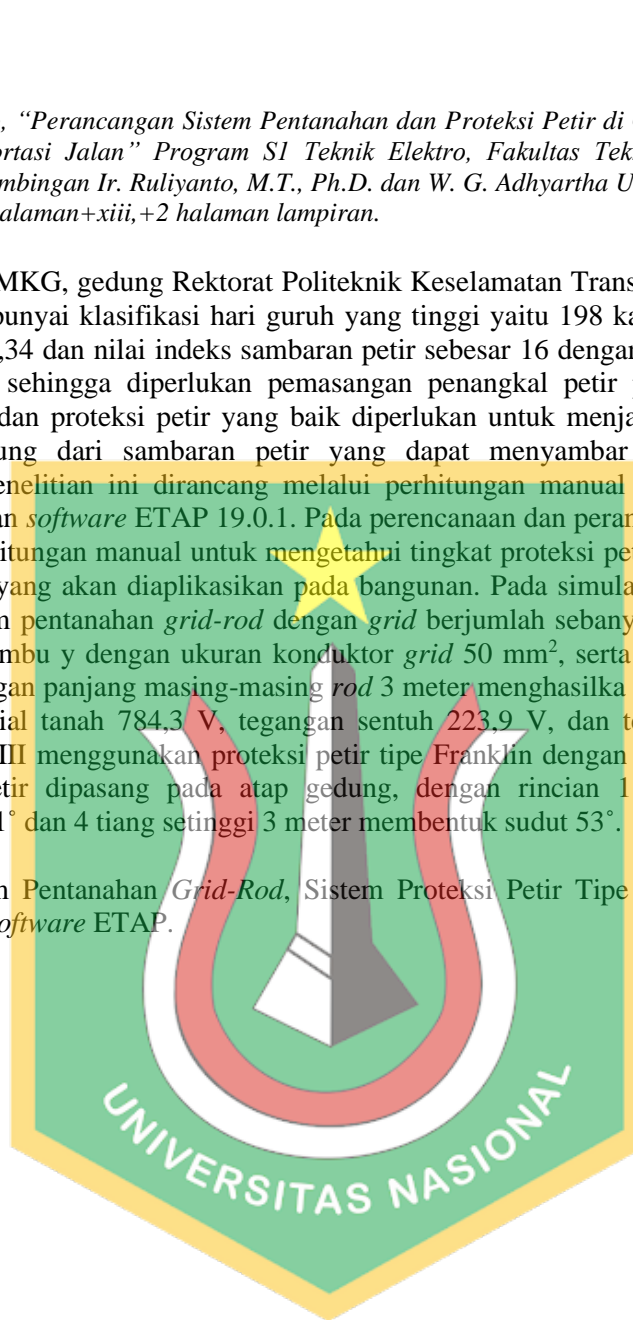 , “Perancangan Sistem Pentanahan dan Proteksi Petir di
ortasi Jalan” Program S1 Teknik Elektro, Fakultas Tek
mbingan Ir. Ruliyanto, M.T., Ph.D. dan W. G. Adhyartha U
alaman+xiii,+2 halaman lampiran.
MKG, gedung Rektorat Politeknik Keselamatan Trans
punyai klasifikasi hari guruh yang tinggi yaitu 198 ka
,34 dan nilai indeks sambaran petir sebesar 16 dengan
sehingga diperlukan pemasangan penangkal petir
dan proteksi petir yang baik diperlukan untuk menja
ung dari sambaran petir yang dapat menyambar
enelitian ini dirancang melalui perhitungan manual
an software ETAP 19.0.1. Pada perencanaan dan peran
hitungan manual untuk mengetahui tingkat proteksi pe
yang akan diaplikasikan pada bangunan. Pada simula
n pentanahan grid-rod dengan grid berjumlah sebany
mbu y dengan ukuran konduktor grid 50 mm², serta
gan panjang masing-masing rod 3 meter menghasilka
ial tanah 784,3 V, tegangan sentuh 223,9 V, dan te
III menggunakan proteksi petir tipe Franklin dengan
etir dipasang pada atap gedung, dengan rincian 1
1˚ dan 4 tiang setinggi 3 meter membentuk sudut 53˚.
n Pentanahan Grid-Rod, Sistem Proteksi Petir Tipe
oftware ETAP.
UNIVERSITAS NASIONAL